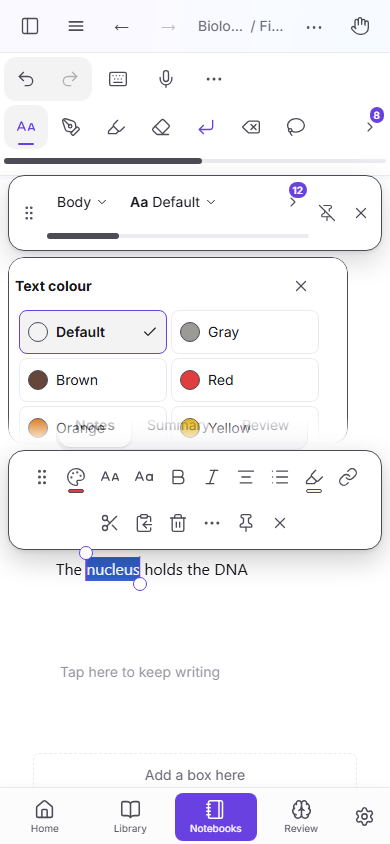 Biolo... / Fi...
8
Body Aa Default 12
Text colour
Default Gray
Brown Red
Orange Yellow
Notes Summary Review
The nucleus holds the DNA
Tap here to keep writing
Add a box here
Home Library Notebooks Review